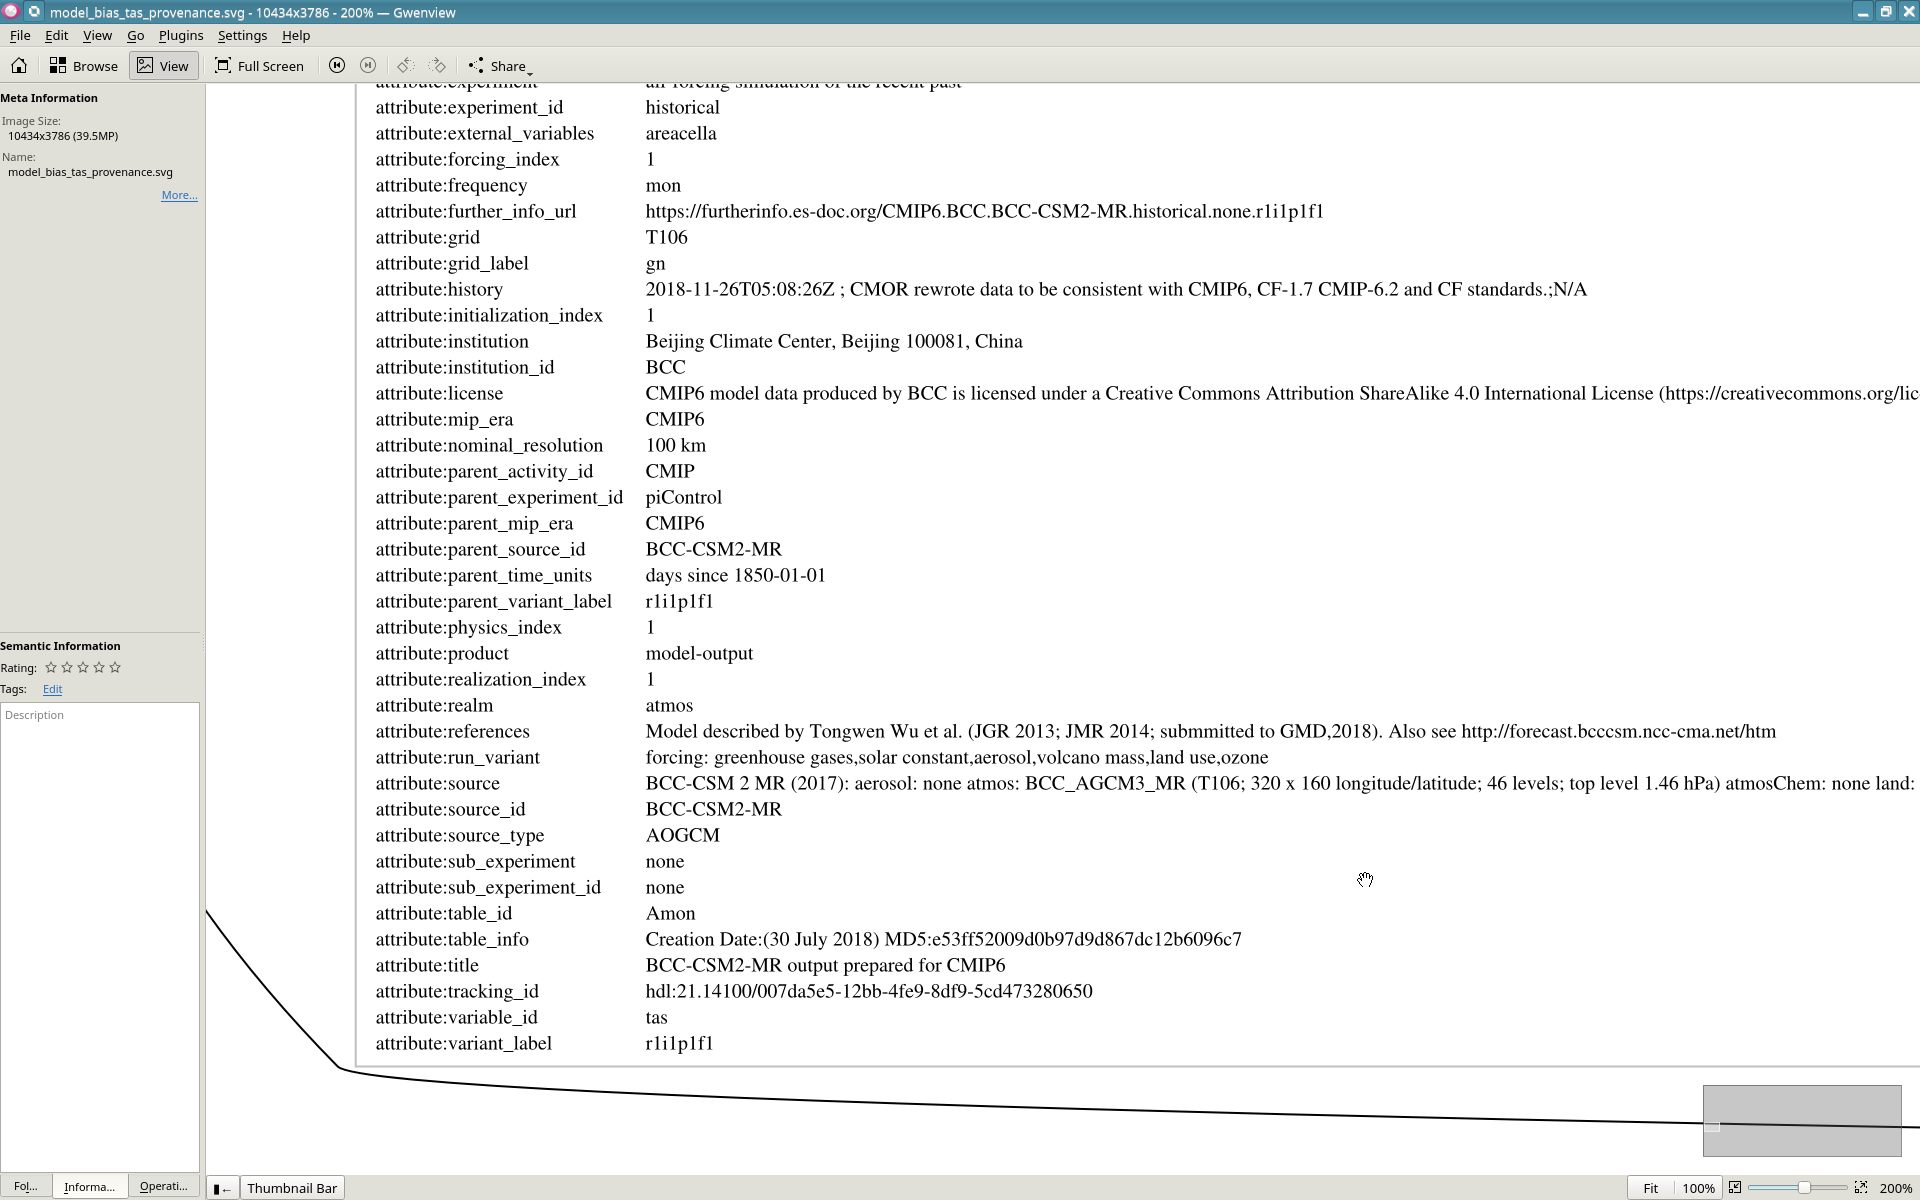 model_bias_tas_provenance.svg - 10434x3786 - 200% — Gwenview
File Edit View Go Plugins Settings Help
Browse View Full Screen Share
Meta Information
Image Size:
10434x3786 (39.5MP)
Name:
model_bias_tas_provenance.svg
More...
Semantic Information
Rating:
Tags: Edit
Description
Fol... Informa... Operati...
attribute:experiment all-forcing simulation of the recent past
attribute:experiment_id historical
attribute:external_variables areacella
attribute:forcing_index 1
attribute:frequency mon
attribute:further_info_url https://furtherinfo.es-doc.org/CMIP6.BCC.BCC-CSM2-MR.historical.none.r1i1p1f1
attribute:grid T106
attribute:grid_label gn
attribute:history 2018-11-26T05:08:26Z ; CMOR rewrote data to be consistent with CMIP6, CF-1.7 CMIP-6.2 and CF standards.;N/A
attribute:initialization_index 1
attribute:institution Beijing Climate Center, Beijing 100081, China
attribute:institution_id BCC
attribute:license CMIP6 model data produced by BCC is licensed under a Creative Commons Attribution ShareAlike 4.0 International License (https://creativecommons.org/lic
attribute:mip_era CMIP6
attribute:nominal_resolution 100 km
attribute:parent_activity_id CMIP
attribute:parent_experiment_id piControl
attribute:parent_mip_era CMIP6
attribute:parent_source_id BCC-CSM2-MR
attribute:parent_time_units days since 1850-01-01
attribute:parent_variant_label r1i1p1f1
attribute:physics_index 1
attribute:product model-output
attribute:realization_index 1
attribute:realm atmos
attribute:references Model described by Tongwen Wu et al. (JGR 2013; JMR 2014; submmitted to GMD,2018). Also see http://forecast.bcccsm.ncc-cma.net/htm
attribute:run_variant forcing: greenhouse gases,solar constant,aerosol,volcano mass,land use,ozone
attribute:source BCC-CSM 2 MR (2017): aerosol: none atmos: BCC_AGCM3_MR (T106; 320 x 160 longitude/latitude; 46 levels; top level 1.46 hPa) atmosChem: none land:
attribute:source_id BCC-CSM2-MR
attribute:source_type AOGCM
attribute:sub_experiment none
attribute:sub_experiment_id none
attribute:table_id Amon
attribute:table_info Creation Date:(30 July 2018) MD5:e53ff52009d0b97d9d867dc12b6096c7
attribute:title BCC-CSM2-MR output prepared for CMIP6
attribute:tracking_id hdl:21.14100/007da5e5-12bb-4fe9-8df9-5cd473280650
attribute:variable_id tas
attribute:variant_label r1i1p1f1
Thumbnail Bar Fit 100% 200%